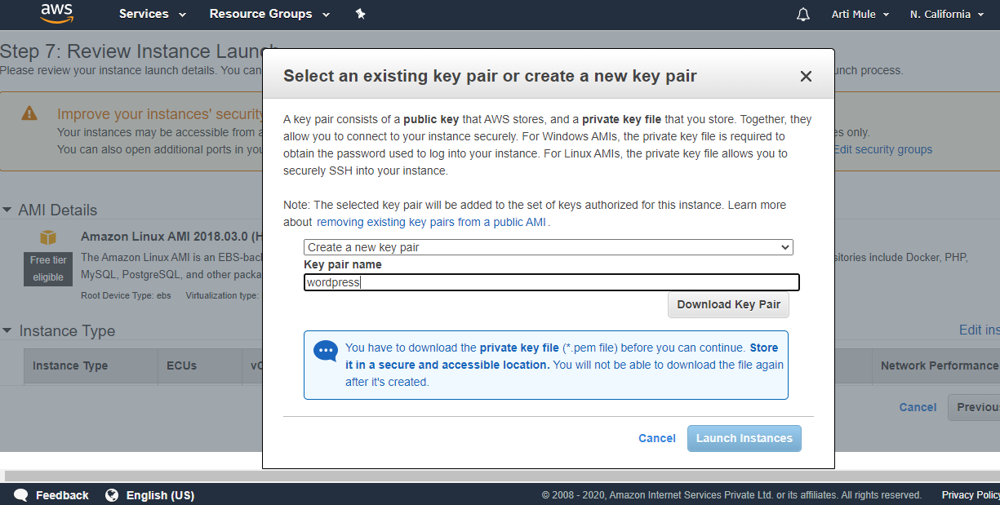 aws Services Resource Groups Arti Mule N. California
Step 7: Review Instance Launch
Please review your instance launch details. You can
unch process.
Select an existing key pair or create a new key pair
A key pair consists of a public key that AWS stores, and a private key file that you store. Together, they
allow you to connect to your instance securely. For Windows AMIs, the private key file is required to
obtain the password used to log into your instance. For Linux AMIs, the private key file allows you to
securely SSH into your instance.
Note: The selected key pair will be added to the set of keys authorized for this instance. Learn more
about removing existing key pairs from a public AMI .
Create a new key pair
Key pair name
wordpress
Download Key Pair
You have to download the private key file (*.pem file) before you can continue. Store
it in a secure and accessible location. You will not be able to download the file again
after it's created.
Cancel Launch Instances
Improve your instances' security
Your instances may be accessible from a
es only.
You can also open additional ports in you
Edit security groups
AMI Details
Amazon Linux AMI 2018.03.0 (H
Free tier
eligible
The Amazon Linux AMI is an EBS-back
sitories include Docker, PHP,
MySQL, PostgreSQL, and other packa
Root Device Type: ebs Virtualization type:
Instance Type
Edit ins
Instance Type ECUs vC Network Performance
Cancel Previou
Feedback English (US) © 2008 - 2020, Amazon Internet Services Private Ltd. or its affiliates. All rights reserved. Privacy Policy